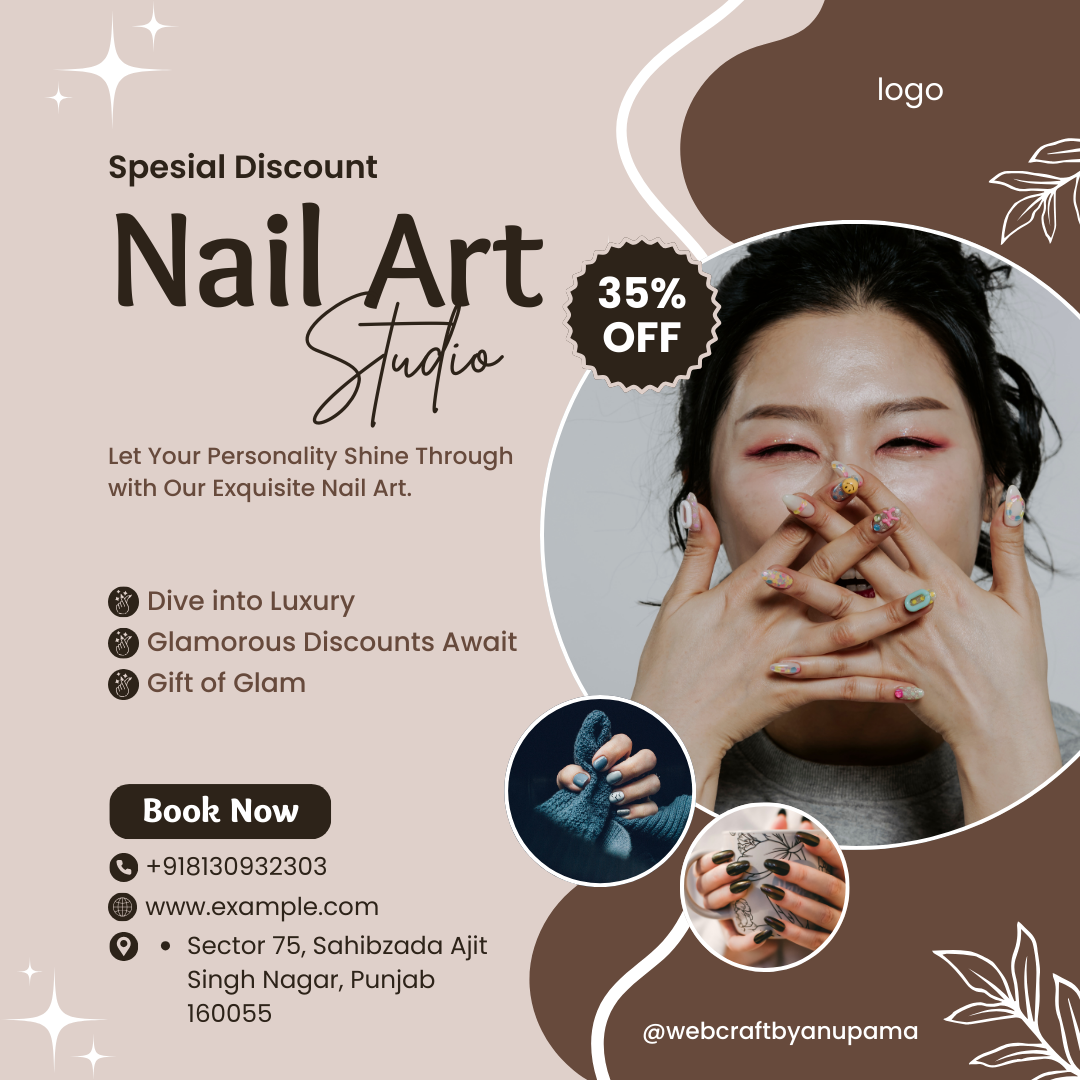 logo
Spesial Discount
Nail Art
Studio
35%
OFF
Let Your Personality Shine Through
with Our Exquisite Nail Art.
Dive into Luxury
Glamorous Discounts Await
Gift of Glam
Book Now
+918130932303
www.example.com
• Sector 75, Sahibzada Ajit
Singh Nagar, Punjab
160055
@webcraftbyanupama